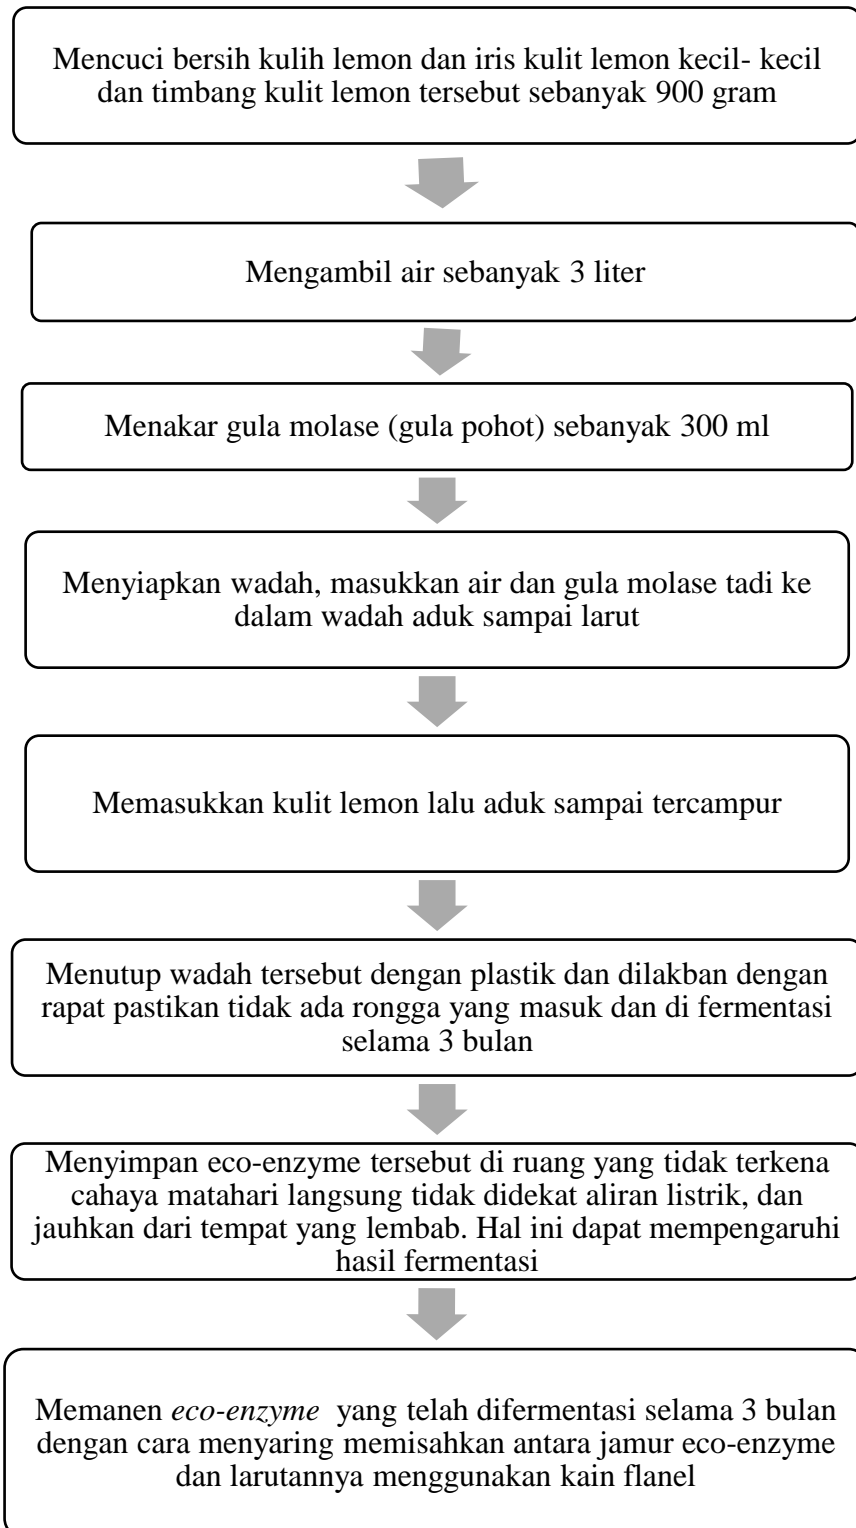 Mencuci bersih kulih lemon dan iris kulit lemon kecil- kecil
dan timbang kulit lemon tersebut sebanyak 900 gram
Mengambil air sebanyak 3 liter
Menakar gula molase (gula pohot) sebanyak 300 ml
Menyiapkan wadah, masukkan air dan gula molase tadi ke
dalam wadah aduk sampai larut
Memasukkan kulit lemon lalu aduk sampai tercampur
Menutup wadah tersebut dengan plastik dan dilakban dengan
rapat pastikan tidak ada rongga yang masuk dan di fermentasi
selama 3 bulan
Menyimpan eco-enzyme tersebut di ruang yang tidak terkena
cahaya matahari langsung tidak didekat aliran listrik, dan
jauhkan dari tempat yang lembab. Hal ini dapat mempengaruhi
hasil fermentasi
Memanen eco-enzyme yang telah difermentasi selama 3 bulan
dengan cara menyaring memisahkan antara jamur eco-enzyme
dan larutannya menggunakan kain flanel